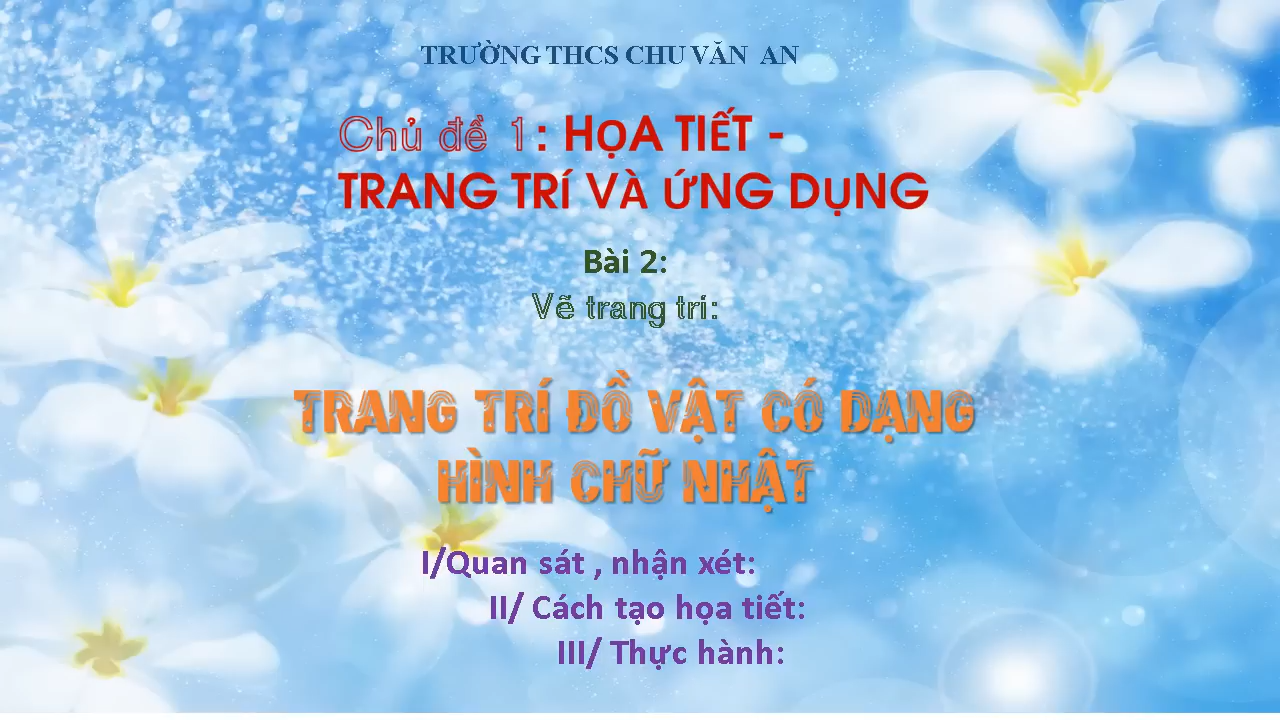 TRƯỜNG THCS CHU VĂN AN
Chủ đề 1: HỌA TIẾT -
TRANG TRÍ VÀ ỨNG DỤNG
Bài 2:
Vẽ trang trí:
TRANG TRÍ ĐỒ VẬT CÓ DẠNG
HÌNH CHỮ NHẬT
I/Quan sát , nhận xét:
II/ Cách tạo họa tiết:
III/ Thực hành: